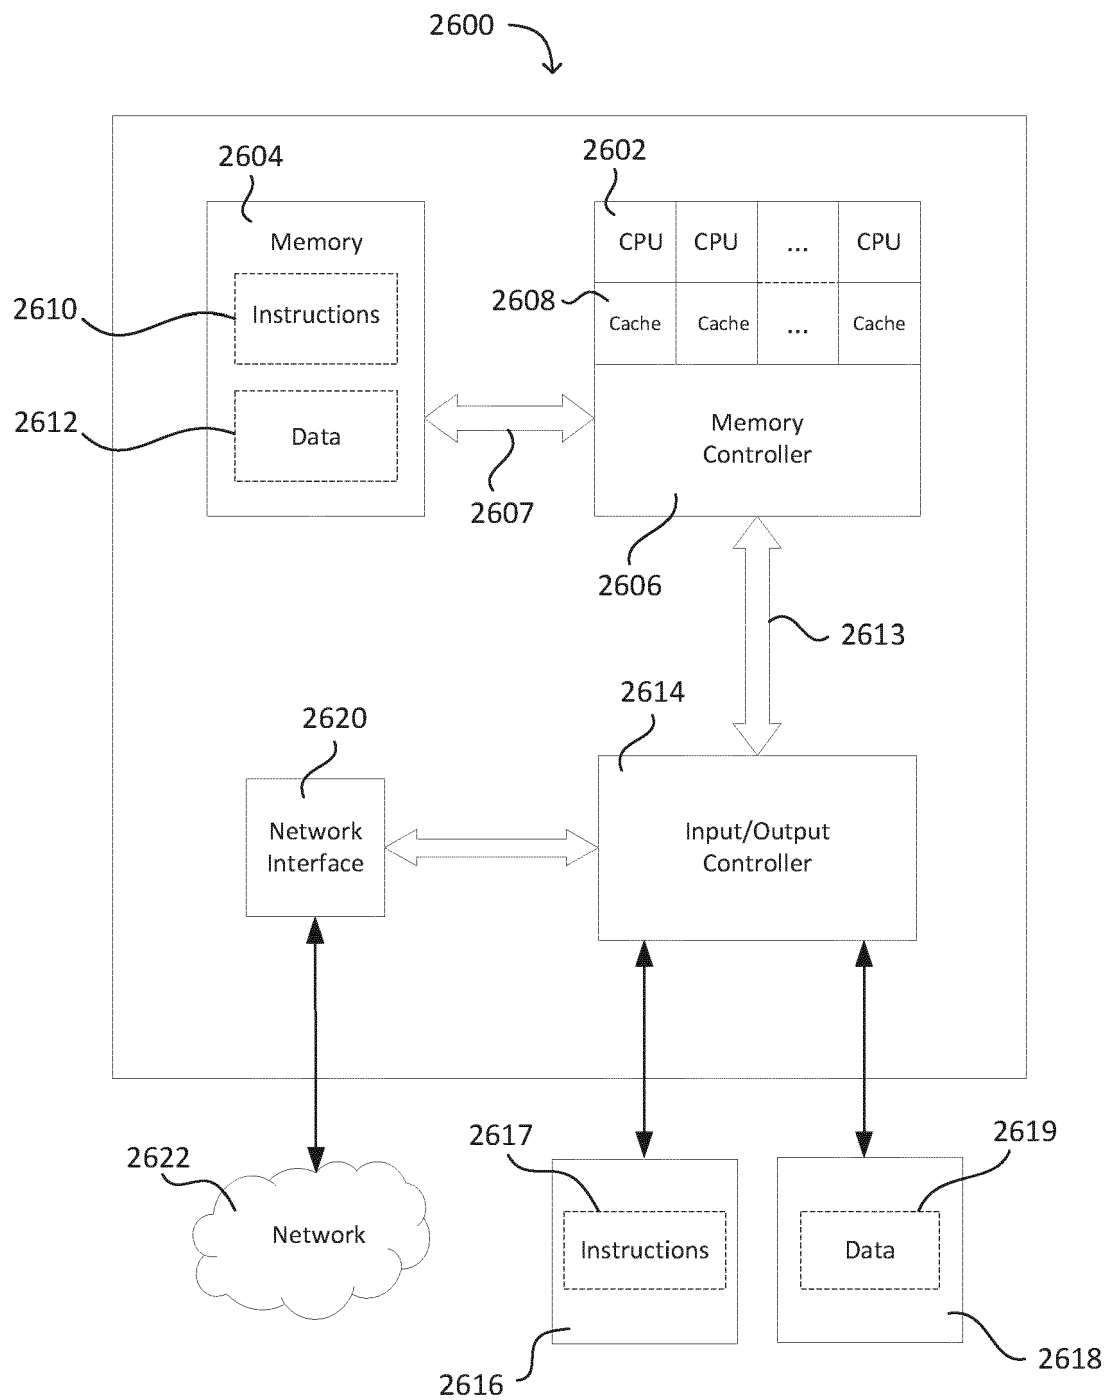 2600
2604
2602
Memory
CPU
CPU
...
CPU
2610
Instructions
2608
Cache
Cache
...
Cache
2612
Data
Memory
Controller
2607
2606
2613
2614
2620
Network
Interface
Input/Output
Controller
2617
2619
2622
Network
Instructions
Data
2616
2618